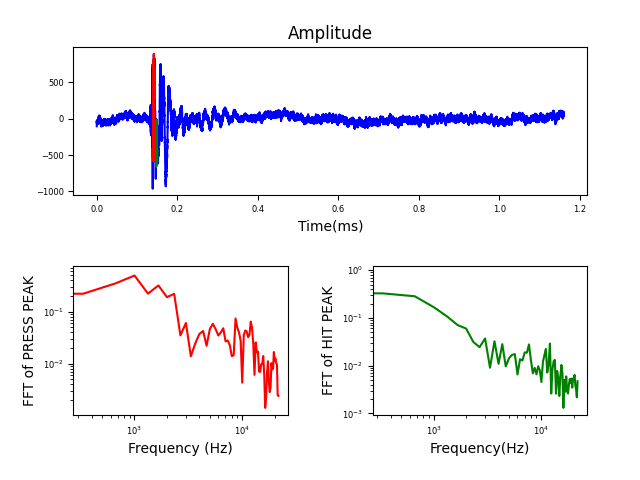 Amplitude
500
0
−500
−1000
0.0 0.2 0.4 0.6 0.8 1.0 1.2
Time(ms)
FFT of PRESS PEAK
10⁻¹
10⁻²
10³ 10⁴
Frequency (Hz)
FFT of HIT PEAK
10⁰
10⁻¹
10⁻²
10⁻³
10³ 10⁴
Frequency(Hz)